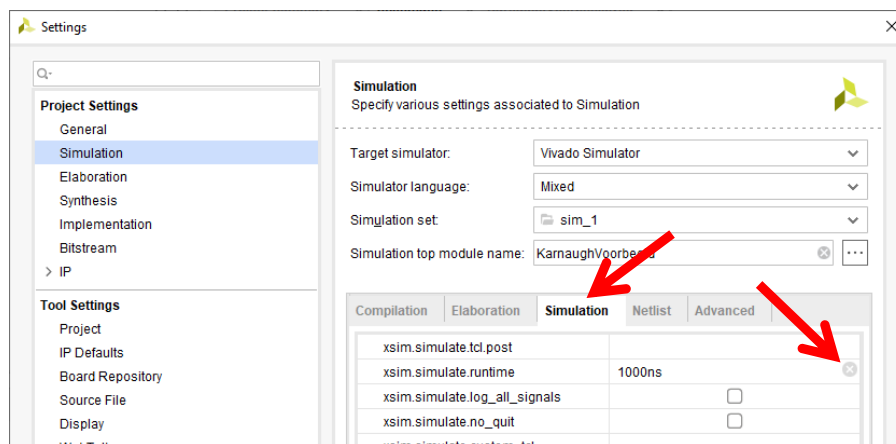 Settings
Project Settings
General
Simulation
Elaboration
Synthesis
Implementation
Bitstream
IP
Tool Settings
Project
IP Defaults
Board Repository
Source File
Display
Simulation
Specify various settings associated to Simulation
Target simulator: Vivado Simulator
Simulator language: Mixed
Simulation set: sim_1
Simulation top module name:
Compilation Elaboration Simulation Netlist Advanced
xsim.simulate.tcl.post
xsim.simulate.runtime 1000ns
xsim.simulate.log_all_signals
xsim.simulate.no_quit